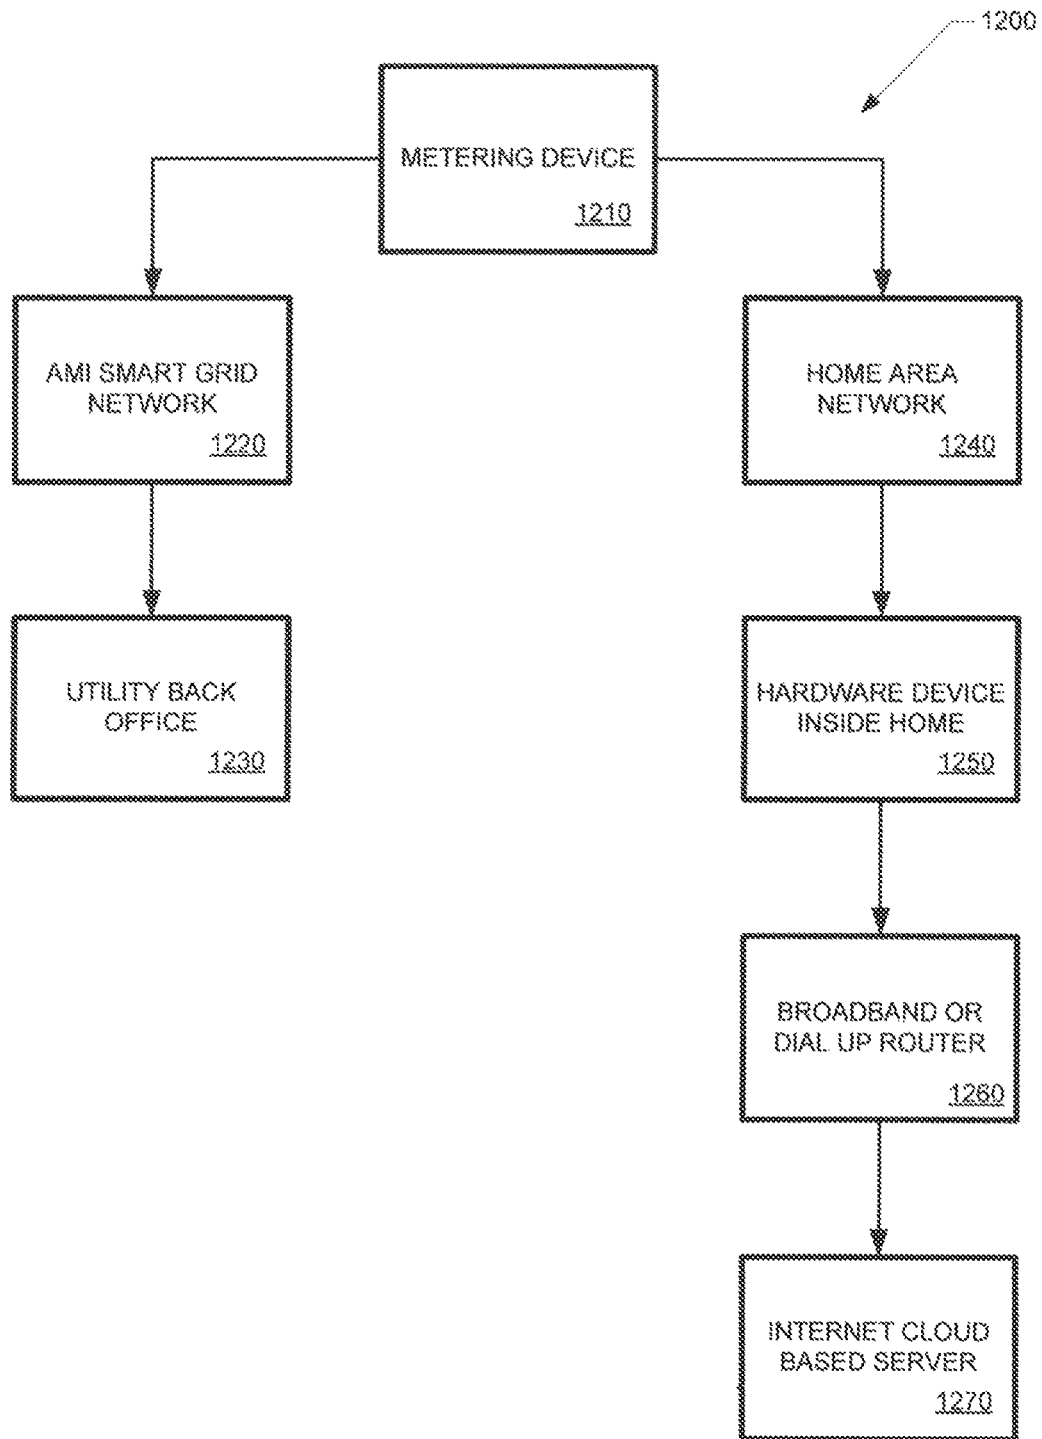 1200
METERING DEVICE
1210
AMI SMART GRID
NETWORK
1220
HOME AREA
NETWORK
1240
UTILITY BACK
OFFICE
1230
HARDWARE DEVICE
INSIDE HOME
1250
BROADBAND OR
DIAL UP ROUTER
1260
INTERNET CLOUD
BASED SERVER
1270